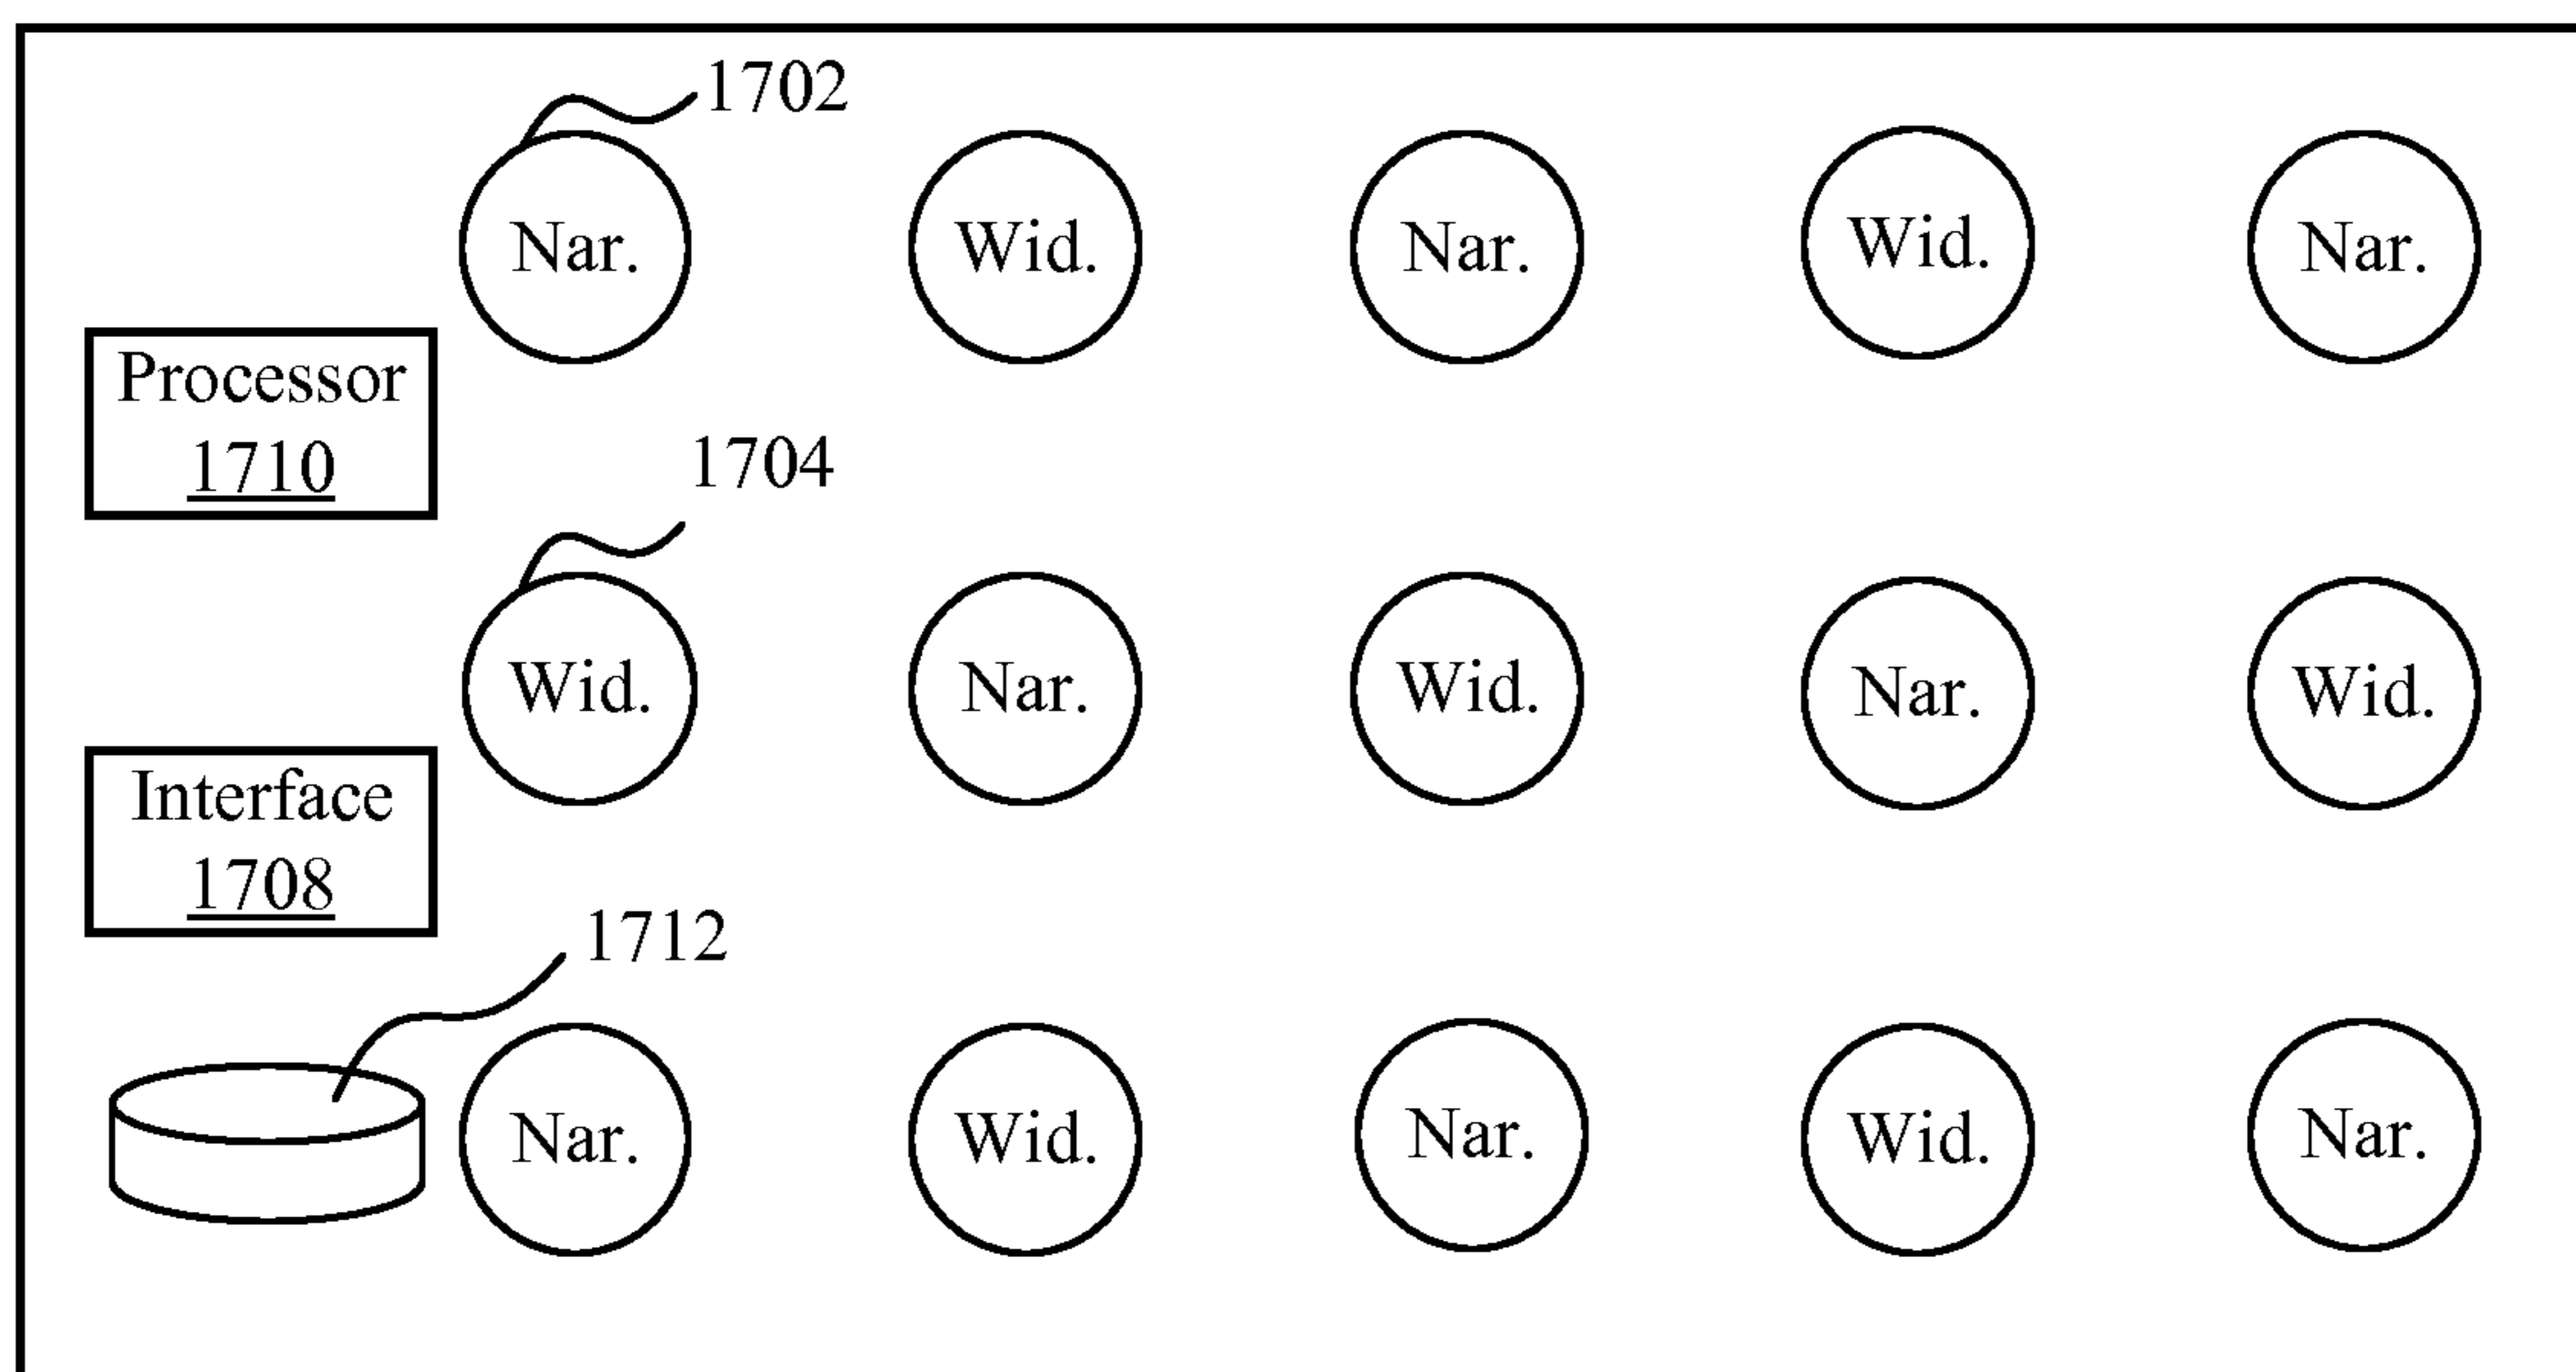 1702
Nar. Wid. Nar. Wid. Nar.
Processor
1710
1704
Wid. Nar. Wid. Nar. Wid.
Interface
1708
1712
Nar. Wid. Nar. Wid. Nar.